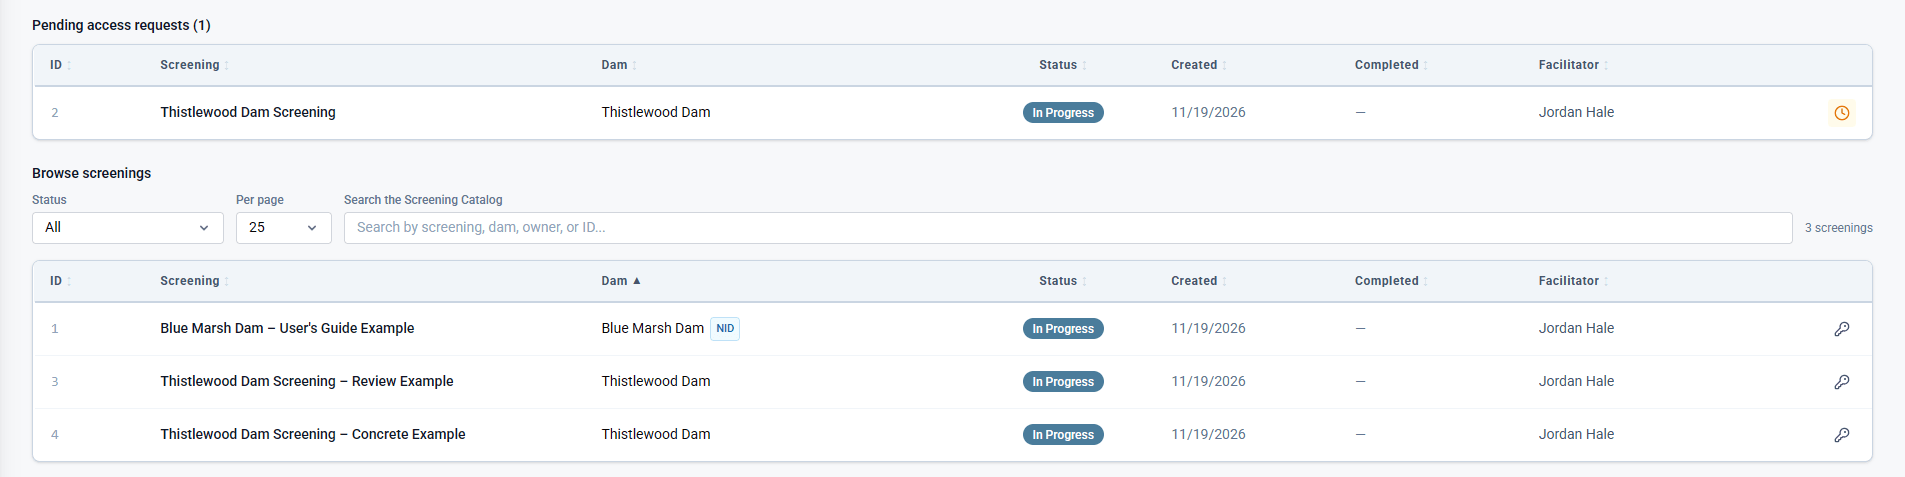 Pending access requests (1)
ID Screening Dam Status Created Completed Facilitator
2 Thistlewood Dam Screening Thistlewood Dam In Progress 11/19/2026 — Jordan Hale
Browse screenings
Status Per page Search the Screening Catalog
All 25 Search by screening, dam, owner, or ID... 3 screenings
ID Screening Dam ▲ Status Created Completed Facilitator
1 Blue Marsh Dam – User's Guide Example Blue Marsh Dam NID In Progress 11/19/2026 — Jordan Hale
3 Thistlewood Dam Screening – Review Example Thistlewood Dam In Progress 11/19/2026 — Jordan Hale
4 Thistlewood Dam Screening – Concrete Example Thistlewood Dam In Progress 11/19/2026 — Jordan Hale